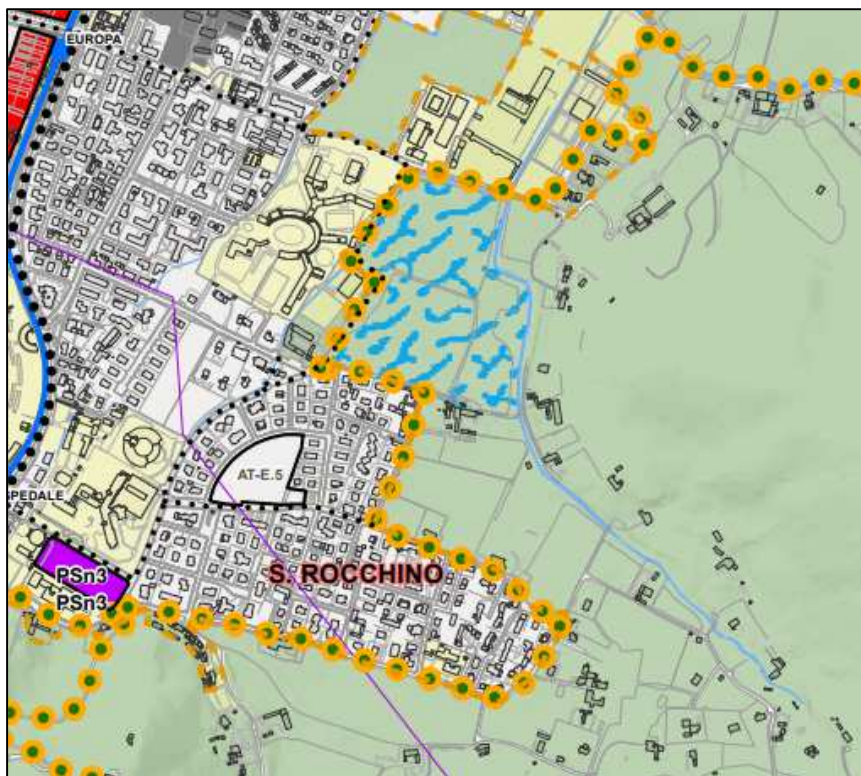 EUROPA
AT-E.5
SPEDALE
PSn3
S. ROCCHINO
PSn3